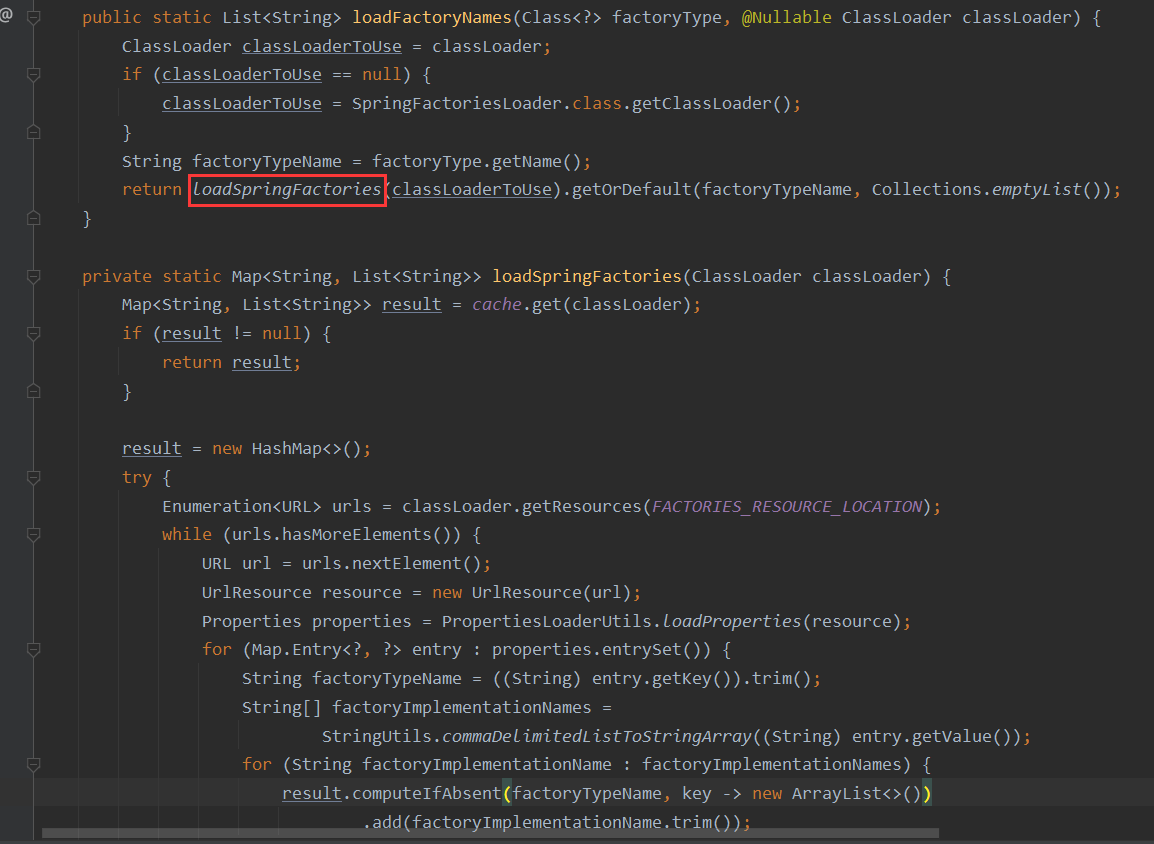 @
public static List<String> loadFactoryNames(Class<?> factoryType, @Nullable ClassLoader classLoader) {
ClassLoader classLoaderToUse = classLoader;
if (classLoaderToUse == null) {
classLoaderToUse = SpringFactoriesLoader.class.getClassLoader();
}
String factoryTypeName = factoryType.getName();
return loadSpringFactories(classLoaderToUse).getOrDefault(factoryTypeName, Collections.emptyList());
}
private static Map<String, List<String>> loadSpringFactories(ClassLoader classLoader) {
Map<String, List<String>> result = cache.get(classLoader);
if (result != null) {
return result;
}
result = new HashMap<>();
try {
Enumeration<URL> urls = classLoader.getResources(FACTORIES_RESOURCE_LOCATION);
while (urls.hasMoreElements()) {
URL url = urls.nextElement();
UrlResource resource = new UrlResource(url);
Properties properties = PropertiesLoaderUtils.loadProperties(resource);
for (Map.Entry<?, ?> entry : properties.entrySet()) {
String factoryTypeName = ((String) entry.getKey()).trim();
String[] factoryImplementationNames =
StringUtils.commaDelimitedListToStringArray((String) entry.getValue());
for (String factoryImplementationName : factoryImplementationNames) {
result.computeIfAbsent(factoryTypeName, key -> new ArrayList<>())
.add(factoryImplementationName.trim());